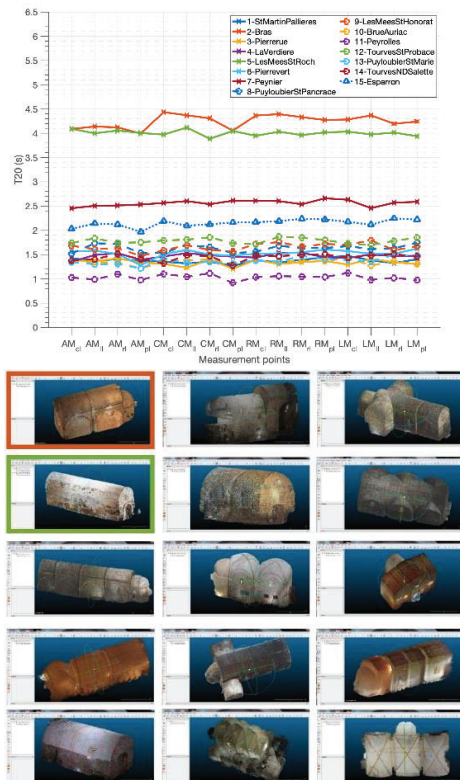 6.5
6
5.5
5
4.5
4
3.5
3
2.5
2
1.5
1
0.5
0
T20 (s)
1-StMartinPallieres
2-Bras
3-Pierrerue
4-LaVerdiere
5-LesMeesStRoch
6-Pierrevert
7-Peynier
8-PuyloubierStPancrace
9-LesMeesStHonorat
10-BrueAuriac
11-Peyrolles
12-TourvesStProbace
13-PuyloubierStMarie
14-TourvesNDSalette
15-Esparron
AMcl AMll AMrl AMpl CMcl CMll CMrl CMpl RMcl RMll RMrl RMpl LMcl LMll LMrl LMpl
Measurement points